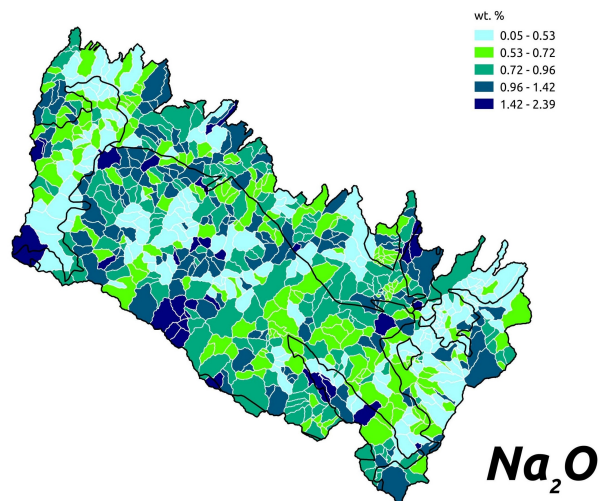 wt. %
0.05 - 0.53
0.53 - 0.72
0.72 - 0.96
0.96 - 1.42
1.42 - 2.39
Na₂O